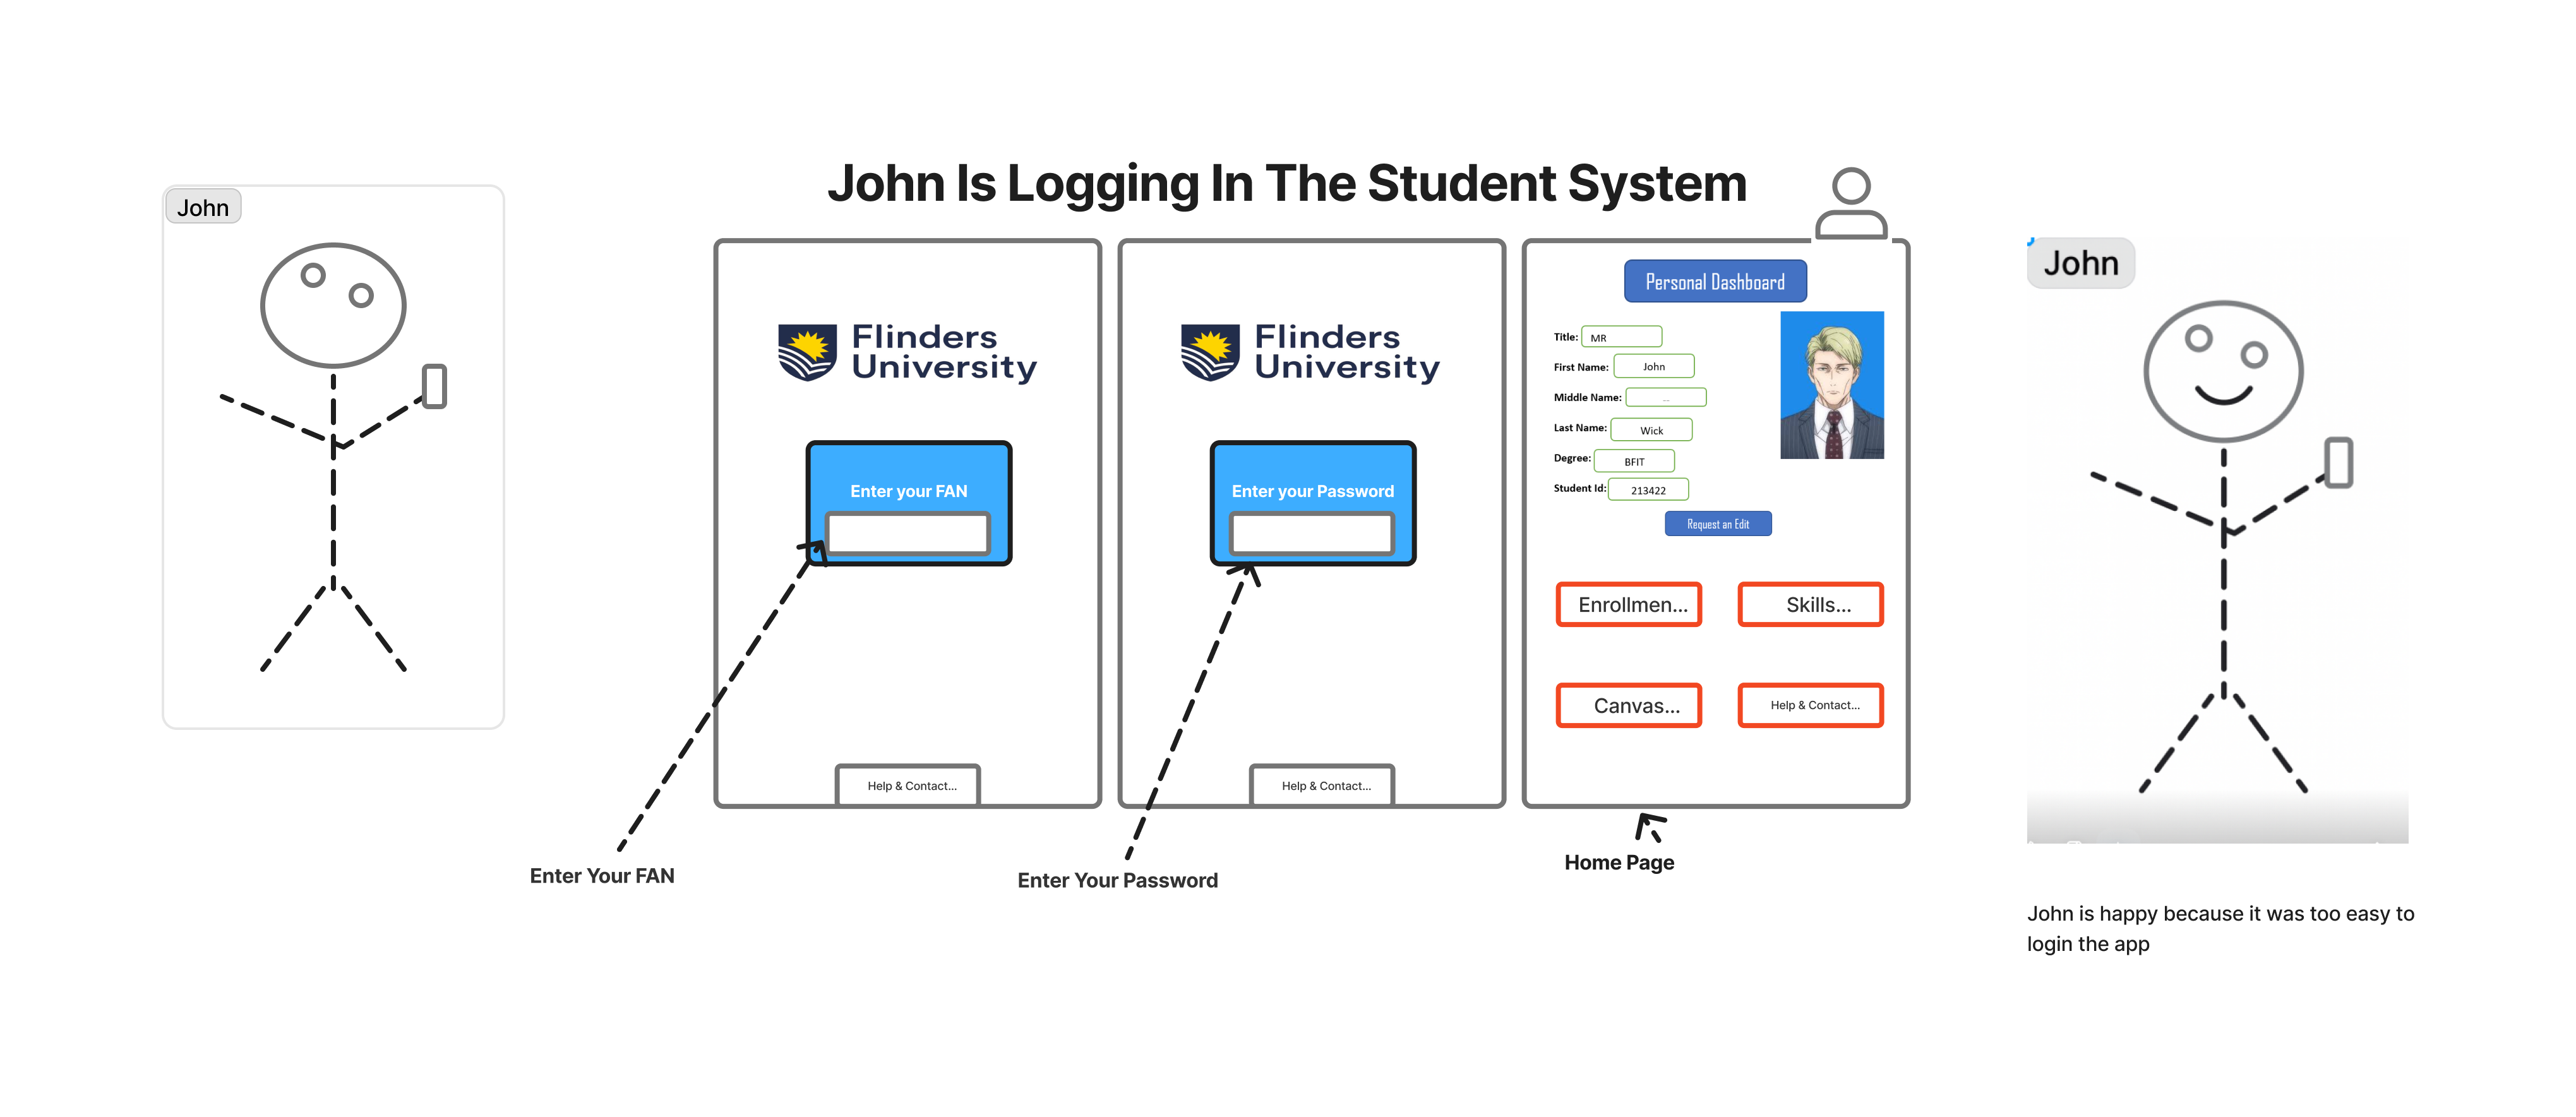 John Is Logging In The Student System
John
Flinders
University
Enter your FAN
Help & Contact...
Enter Your FAN
Flinders
University
Enter your Password
Help & Contact...
Enter Your Password
Personal Dashboard
Title: MR
First Name: John
Middle Name: ...
Last Name: Wick
Degree: BFIT
Student Id: 213422
Request an Edit
Enrollmen...
Skills...
Canvas...
Help & Contact...
Home Page
John
John is happy because it was too easy to
login the app